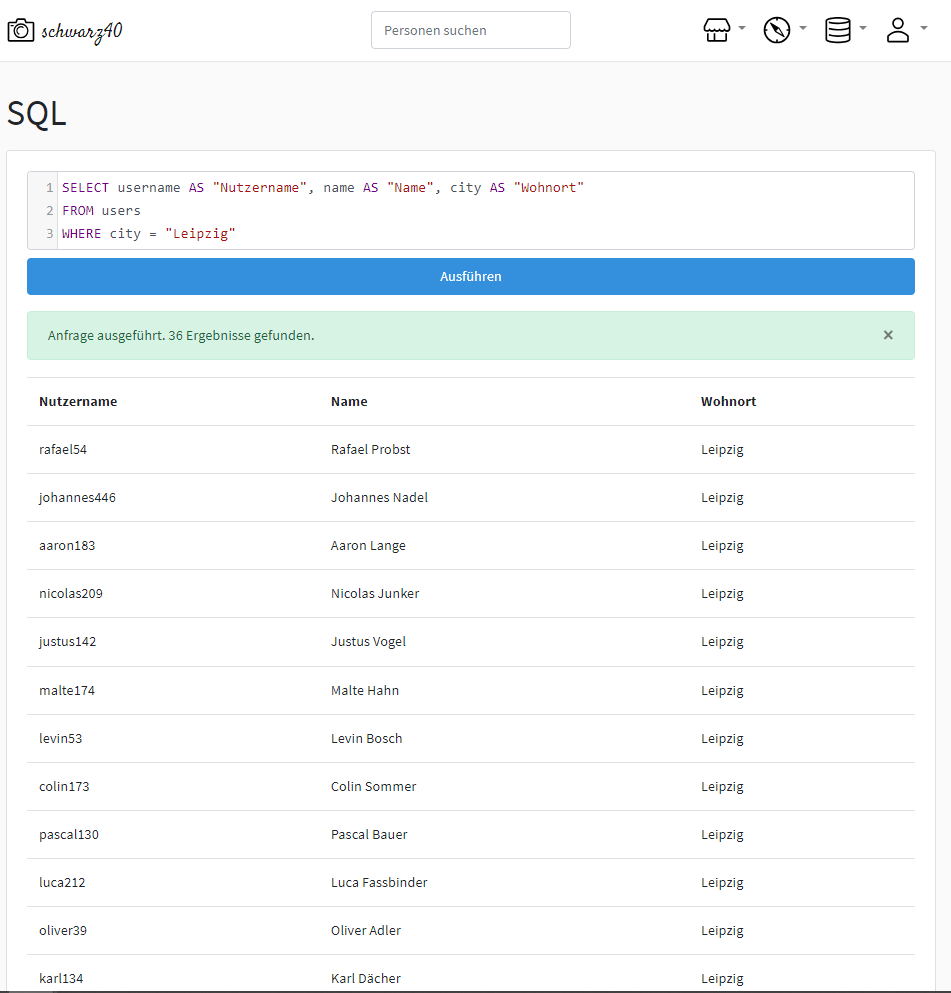 schwarz40
Personen suchen
SQL
1 SELECT username AS "Nutzername", name AS "Name", city AS "Wohnort"
2 FROM users
3 WHERE city = "Leipzig"
Ausführen
Anfrage ausgeführt. 36 Ergebnisse gefunden. ×
Nutzername Name Wohnort
rafael54 Rafael Probst Leipzig
johannes446 Johannes Nadel Leipzig
aaron183 Aaron Lange Leipzig
nicolas209 Nicolas Junker Leipzig
justus142 Justus Vogel Leipzig
malte174 Malte Hahn Leipzig
levin53 Levin Bosch Leipzig
colin173 Colin Sommer Leipzig
pascal130 Pascal Bauer Leipzig
luca212 Luca Fassbinder Leipzig
oliver39 Oliver Adler Leipzig
karl134 Karl Dächer Leipzig